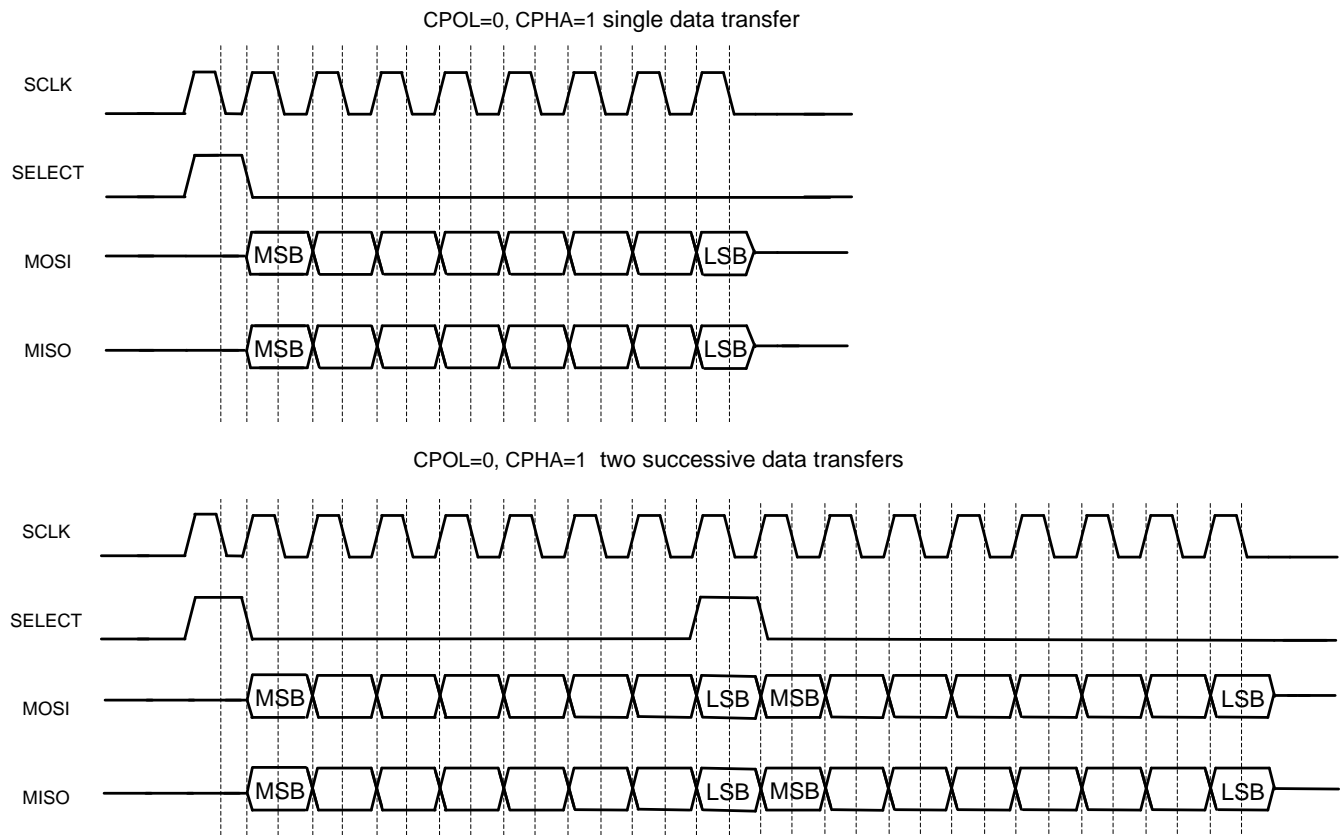 CPOL=0, CPHA=1 single data transfer
SCLK
SELECT
MOSI
MSB LSB
MISO
MSB LSB
CPOL=0, CPHA=1 two successive data transfers
SCLK
SELECT
MOSI
MSB LSB MSB LSB
MISO
MSB LSB MSB LSB